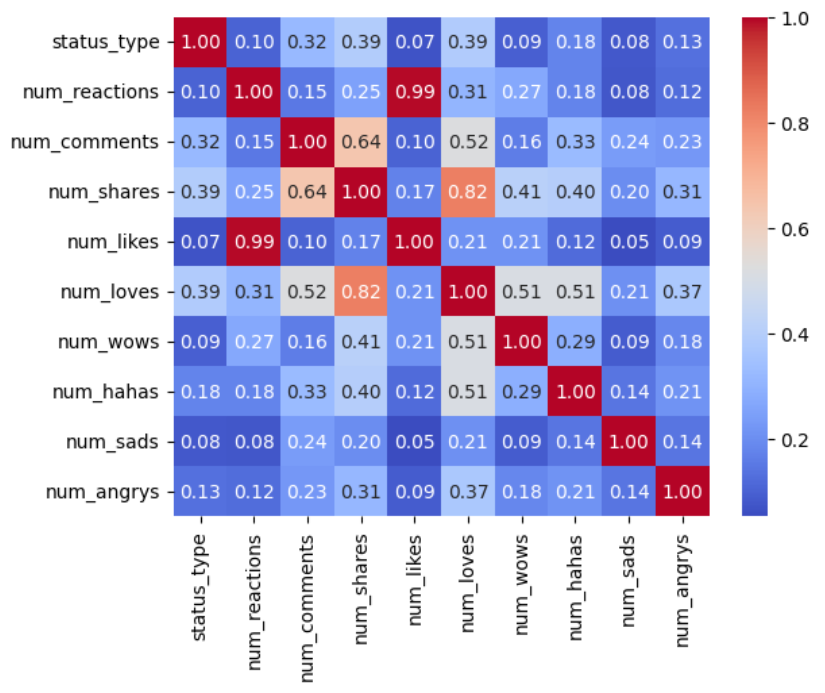 status_type 1.00 0.10 0.32 0.39 0.07 0.39 0.09 0.18 0.08 0.13
num_reactions 0.10 1.00 0.15 0.25 0.99 0.31 0.27 0.18 0.08 0.12
num_comments 0.32 0.15 1.00 0.64 0.10 0.52 0.16 0.33 0.24 0.23
num_shares 0.39 0.25 0.64 1.00 0.17 0.82 0.41 0.40 0.20 0.31
num_likes 0.07 0.99 0.10 0.17 1.00 0.21 0.21 0.12 0.05 0.09
num_loves 0.39 0.31 0.52 0.82 0.21 1.00 0.51 0.51 0.21 0.37
num_wows 0.09 0.27 0.16 0.41 0.21 0.51 1.00 0.29 0.09 0.18
num_hahas 0.18 0.18 0.33 0.40 0.12 0.51 0.29 1.00 0.14 0.21
num_sads 0.08 0.08 0.24 0.20 0.05 0.21 0.09 0.14 1.00 0.14
num_angrys 0.13 0.12 0.23 0.31 0.09 0.37 0.18 0.21 0.14 1.00
status_type
num_reactions
num_comments
num_shares
num_likes
num_loves
num_wows
num_hahas
num_sads
num_angrys
1.0
0.8
0.6
0.4
0.2